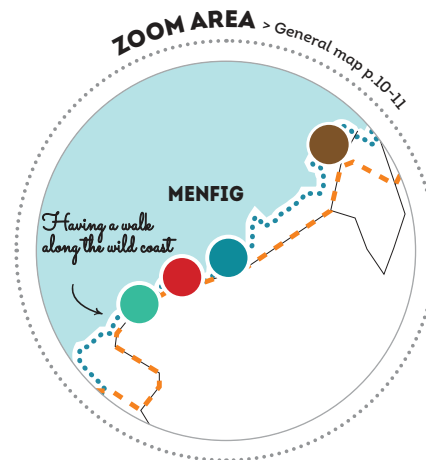 ZOOM AREA > General map p.10-11
MENFIG
Having a walk
along the wild coast